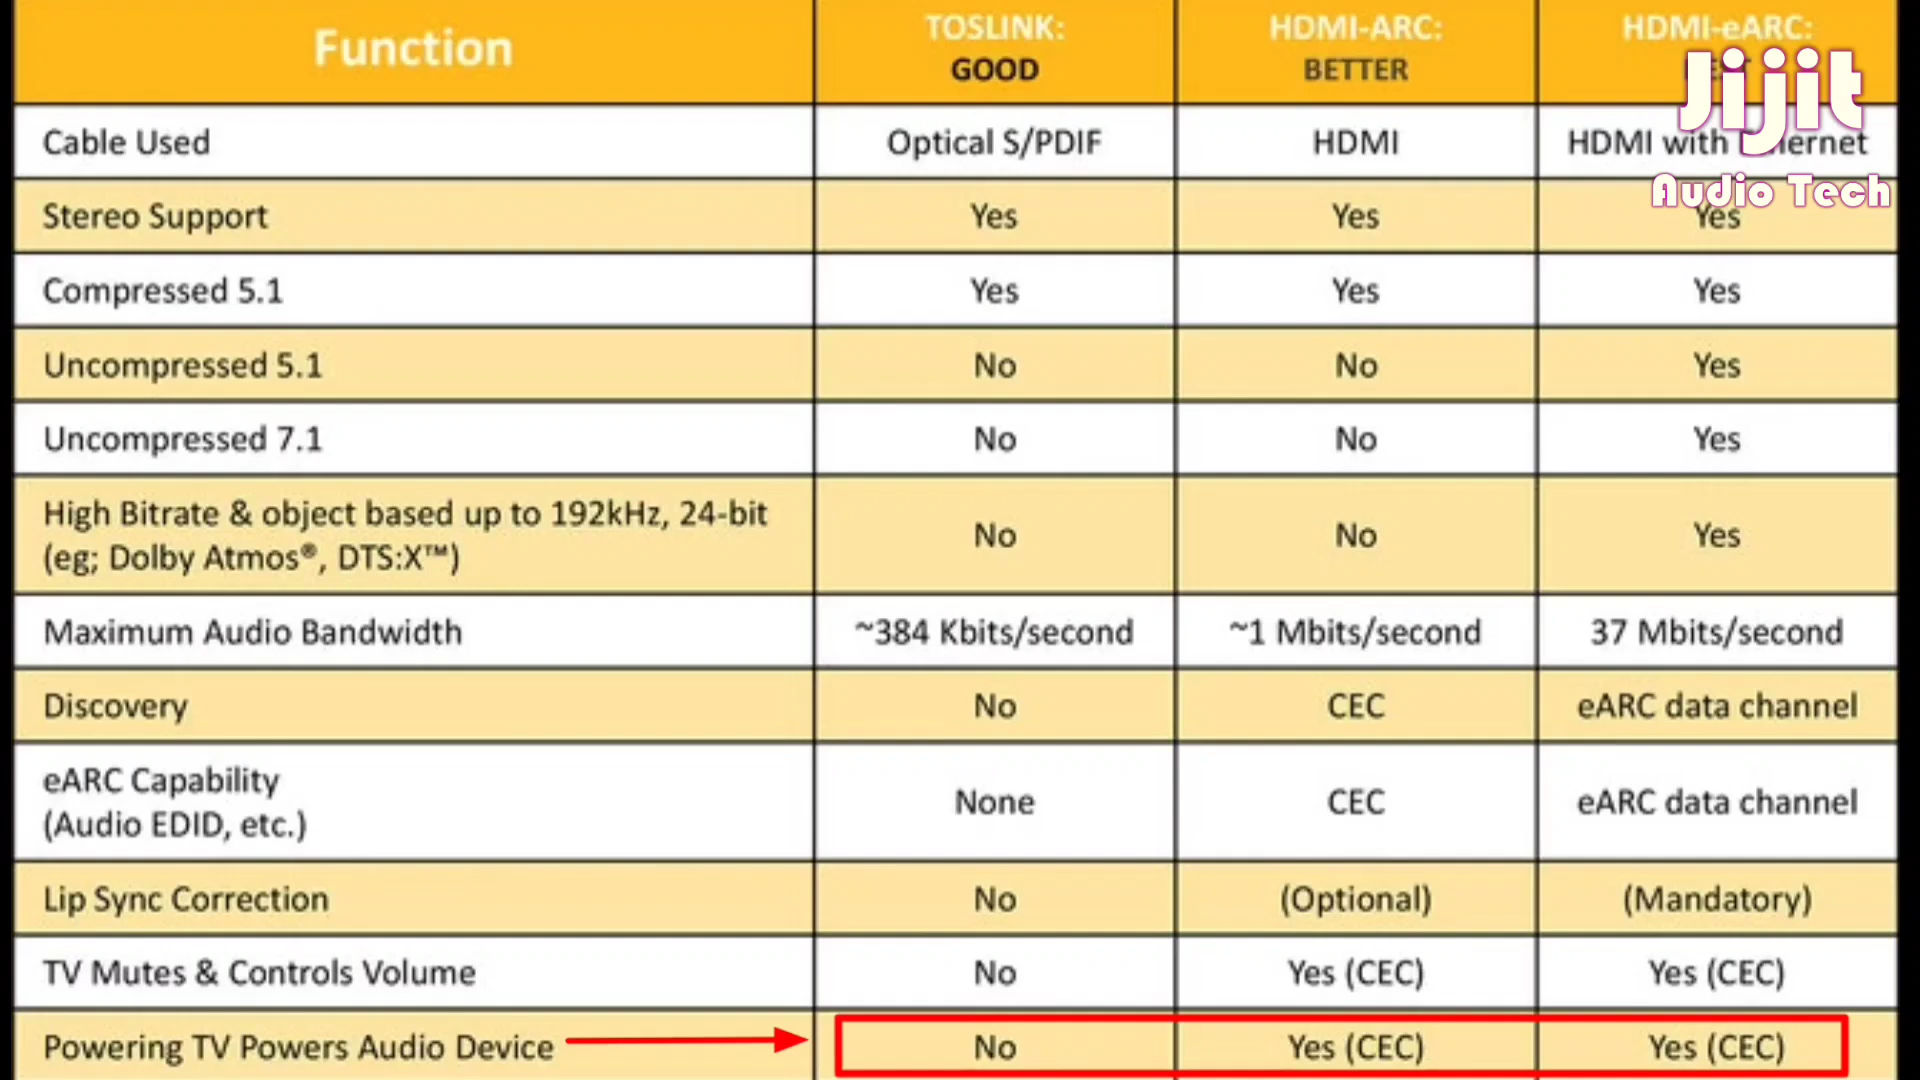 Function
TOSLINK:
GOOD
HDMI-ARC:
BETTER
HDMI-eARC:
Jijit
Audio Tech
Cable Used
Optical S/PDIF
HDMI
HDMI with
Stereo Support
Yes
Yes
Yes
Compressed 5.1
Yes
Yes
Yes
Uncompressed 5.1
No
No
Yes
Uncompressed 7.1
No
No
Yes
High Bitrate & object based up to 192kHz, 24-bit
(eg; Dolby Atmos®, DTS:X™)
No
No
Yes
Maximum Audio Bandwidth
~384 Kbits/second
~1 Mbits/second
37 Mbits/second
Discovery
No
CEC
eARC data channel
eARC Capability
(Audio EDID, etc.)
None
CEC
eARC data channel
Lip Sync Correction
No
(Optional)
(Mandatory)
TV Mutes & Controls Volume
No
Yes (CEC)
Yes (CEC)
Powering TV Powers Audio Device
No
Yes (CEC)
Yes (CEC)